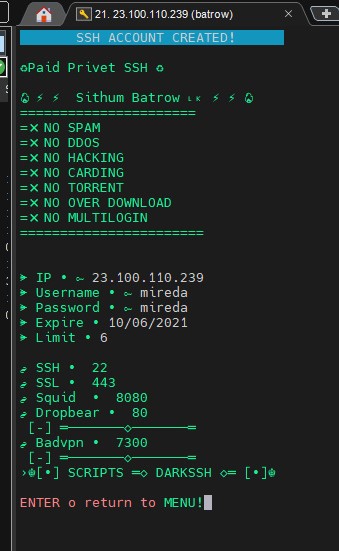 21. 23.100.110.239 (batrow)
SSH ACCOUNT CREATED!
♻Paid Privet SSH ♻
⚡ ⚡ Sithum Batrow ʟᴋ ⚡ ⚡
======================
=✕ NO SPAM
=✕ NO DDOS
=✕ NO HACKING
=✕ NO CARDING
=✕ NO TORRENT
=✕ NO OVER DOWNLOAD
=✕ NO MULTILOGIN
=======================
➤ IP • ⟜ 23.100.110.239
➤ Username • ⟜ mireda
➤ Password • ⟜ mireda
➤ Expire • 10/06/2021
➤ Limit • 6
SSH • 22
SSL • 443
Squid • 8080
Dropbear • 80
[-] ═───────◇───────═
Badvpn • 7300
[-] ═───────◇───────═
›☬[•] SCRIPTS ═◇ DARKSSH ◇═ [•]☬
ENTER o return to MENU!